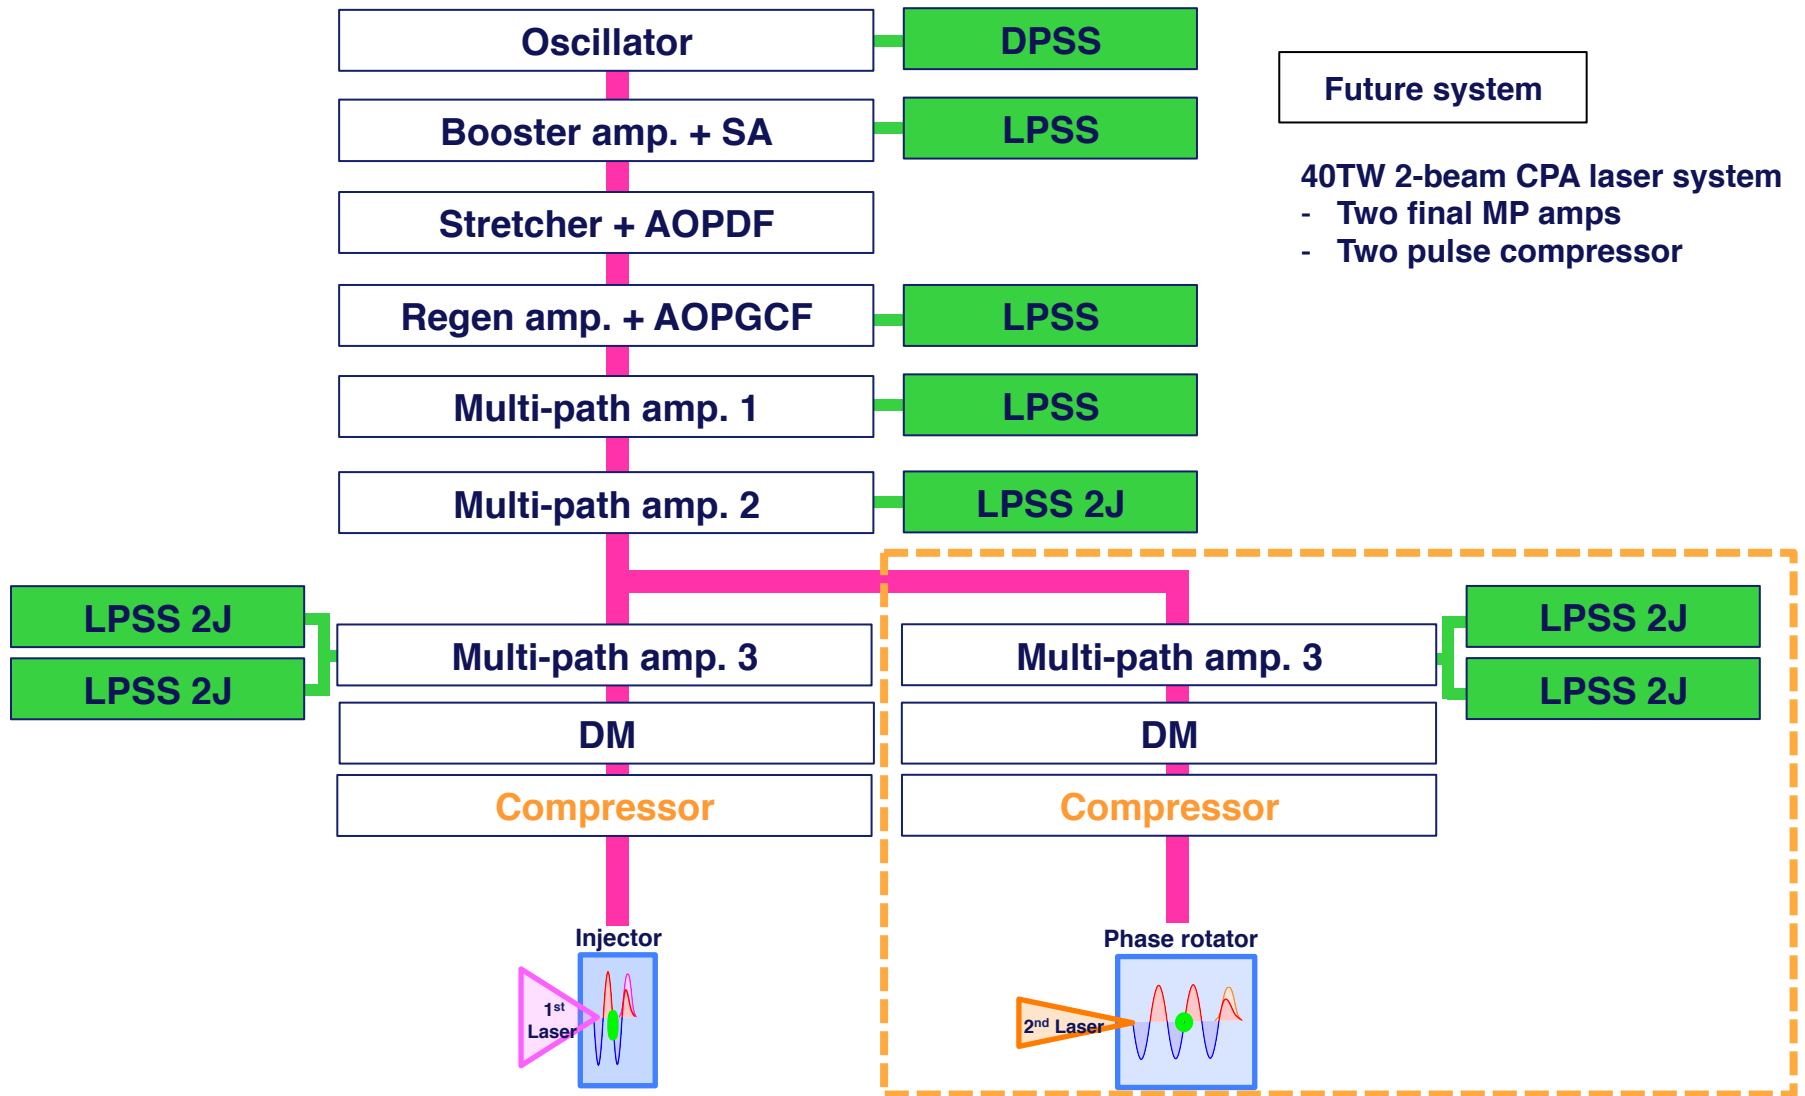 Oscillator
DPSS
Future system
Booster amp. + SA
LPSS
40TW 2-beam CPA laser system
- Two final MP amps
- Two pulse compressor
Stretcher + AOPDF
Regen amp. + AOPGCF
LPSS
Multi-path amp. 1
LPSS
Multi-path amp. 2
LPSS 2J
LPSS 2J
LPSS 2J
Multi-path amp. 3
Multi-path amp. 3
LPSS 2J
LPSS 2J
DM
DM
Compressor
Compressor
Injector
Phase rotator
1st
Laser
2nd Laser